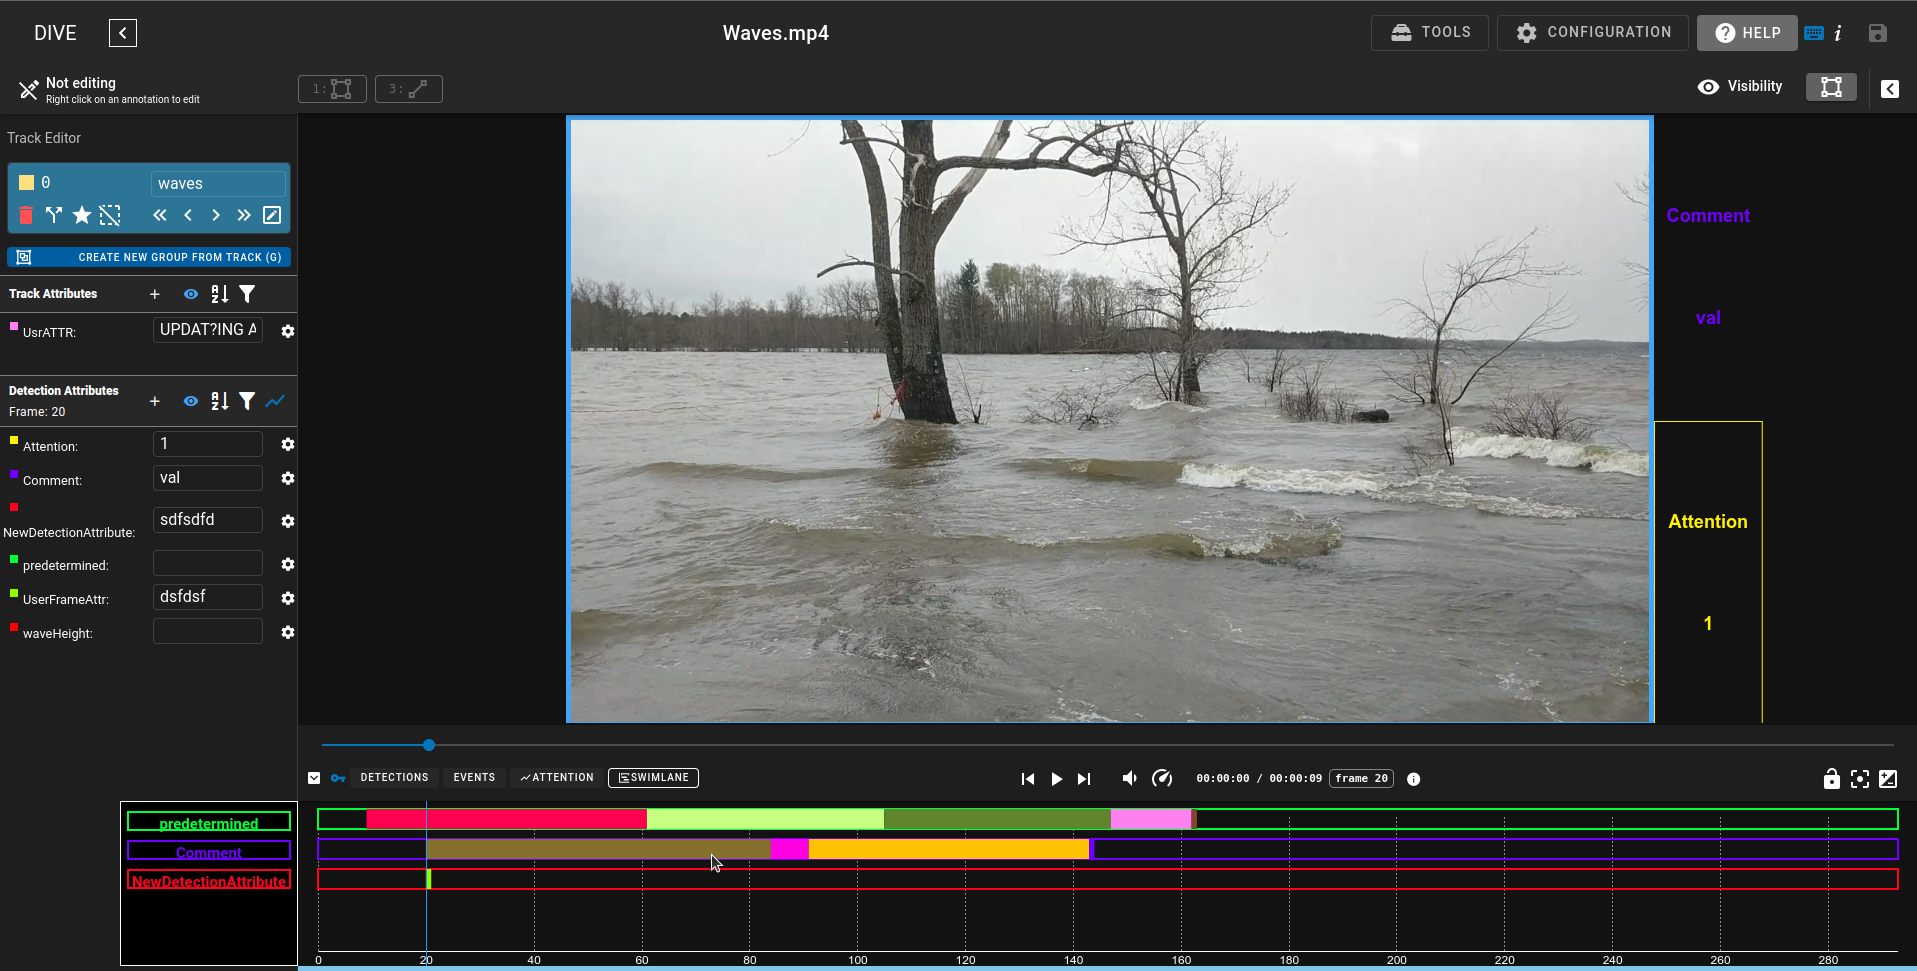 DIVE
Waves.mp4
TOOLS
CONFIGURATION
HELP
i
Not editing
Right click on an annotation to edit
1:
3:
Visibility
Track Editor
0
waves
CREATE NEW GROUP FROM TRACK (G)
Track Attributes
UsrATTR:
UPDAT?ING A
Detection Attributes
Frame: 20
Attention:
1
Comment:
val
NewDetectionAttribute:
sdfsdfd
predetermined:
UserFrameAttr:
dsfdsf
waveHeight:
Comment
val
Attention
1
DETECTIONS
EVENTS
ATTENTION
SWIMLANE
00:00:00 / 00:00:09
frame 20
predetermined
Comment
NewDetectionAttribute
0 20 40 60 80 100 120 140 160 180 200 220 240 260 280